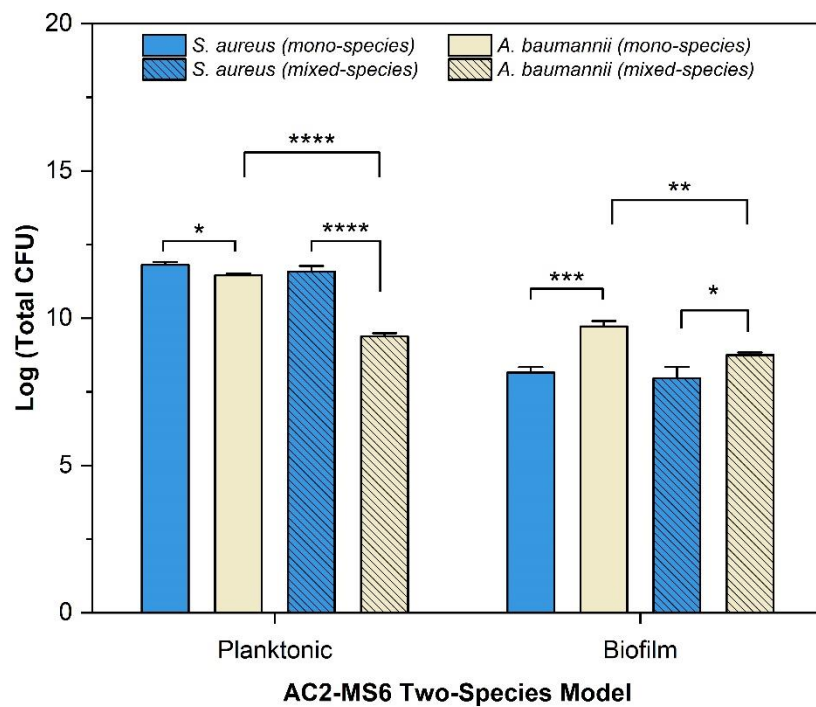 20
S. aureus (mono-species) A. baumannii (mono-species)
S. aureus (mixed-species) A. baumannii (mixed-species)
****
15
**
* ****
***
*
10
5
0
Log (Total CFU)
Planktonic Biofilm
AC2-MS6 Two-Species Model